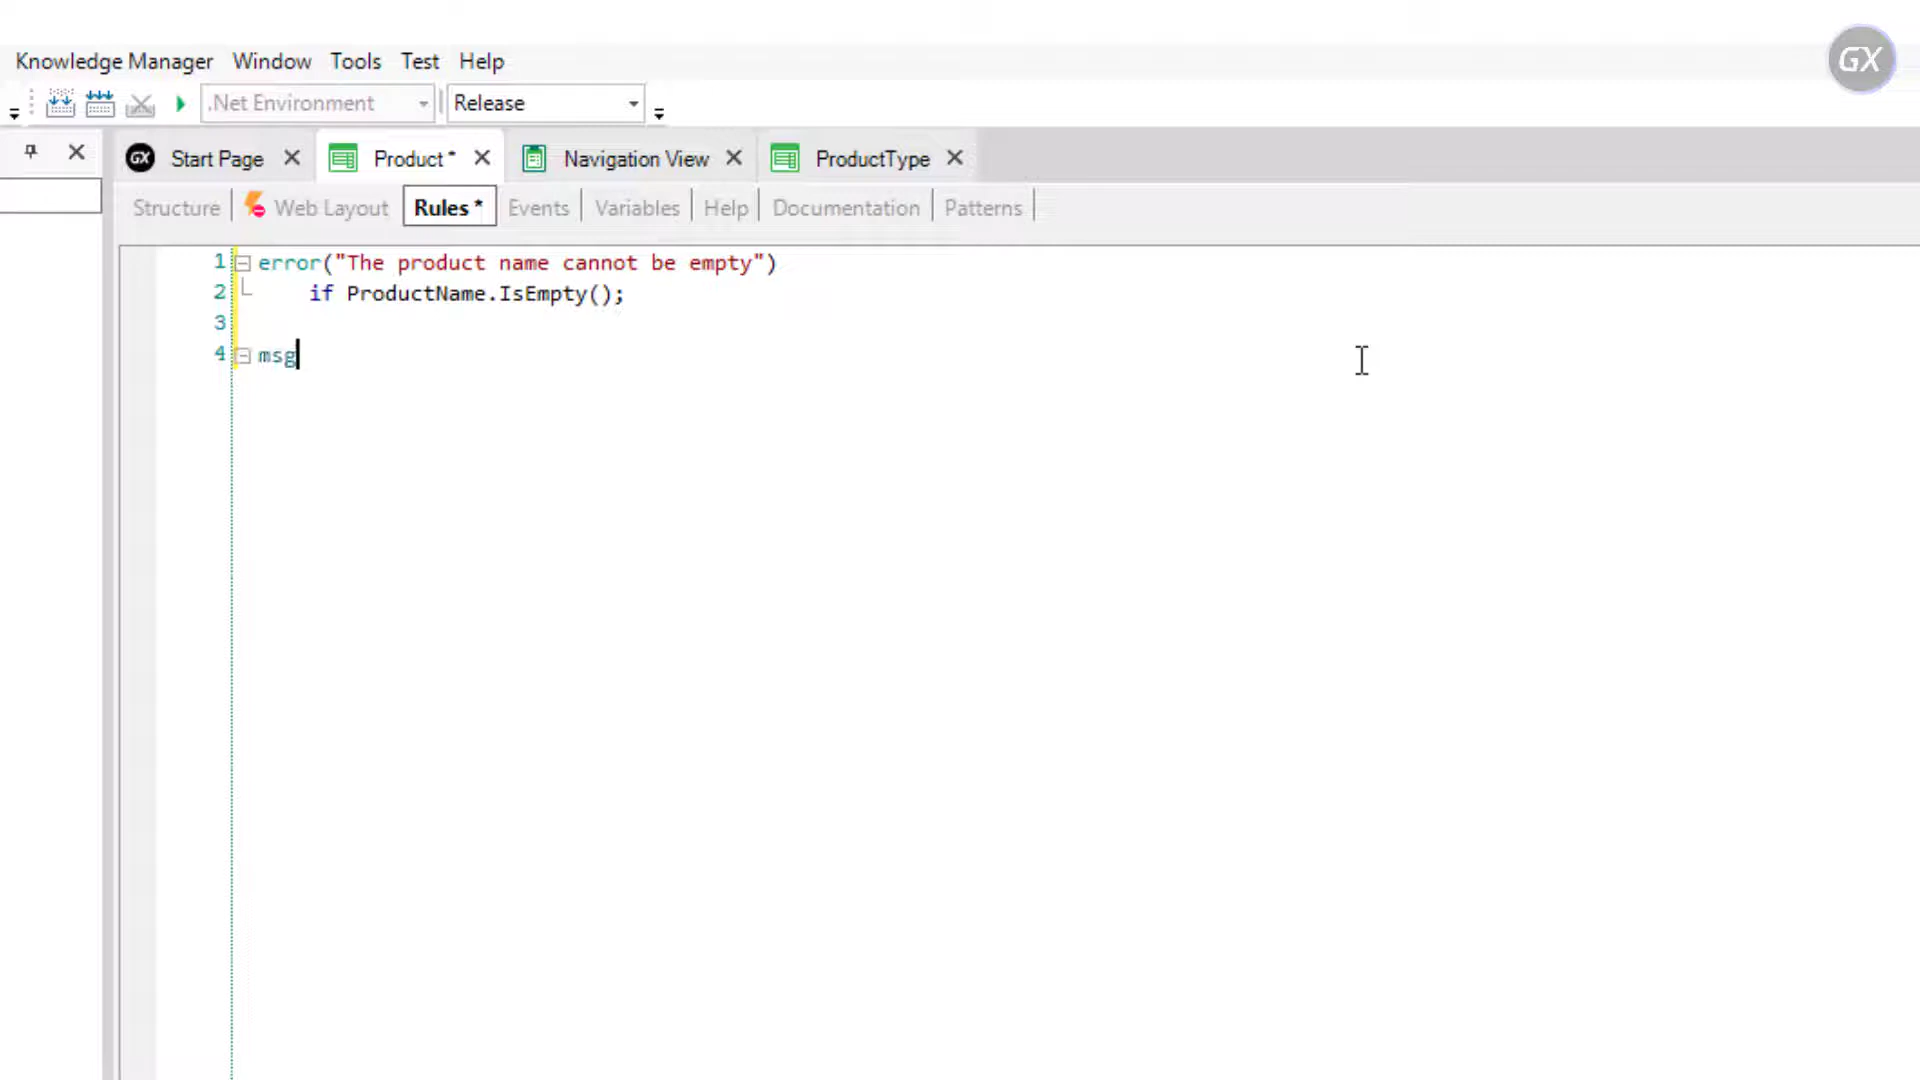 GX
Knowledge Manager Window Tools Test Help
.Net Environment Release
GX Start Page Product* Navigation View ProductType
Structure Web Layout Rules * Events Variables Help Documentation Patterns
1 error("The product name cannot be empty")
2 if ProductName.IsEmpty();
3
4 msg